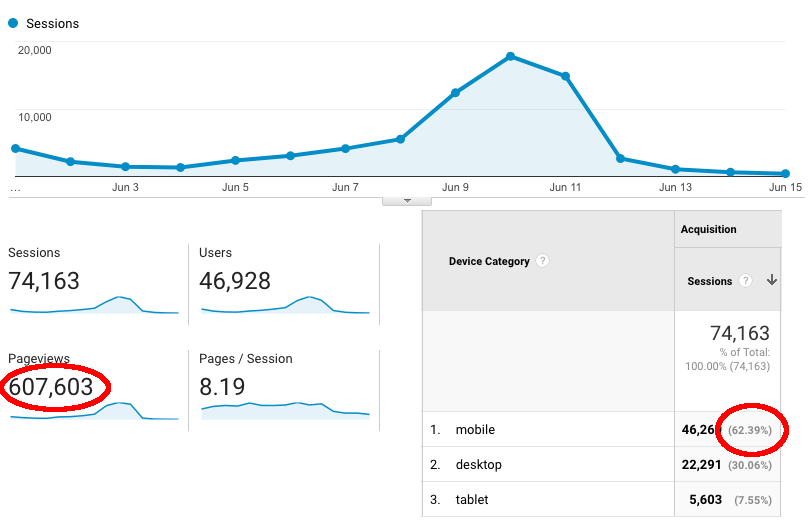 Sessions
20,000
10,000
... Jun 3 Jun 5 Jun 7 Jun 9 Jun 11 Jun 13 Jun 15
Sessions
74,163
Users
46,928
Pageviews
607,603
Pages / Session
8.19
Device Category ?
Acquisition
Sessions ?
74,163
% of Total:
100.00% (74,163)
1. mobile 46,269 (62.39%)
2. desktop 22,291 (30.06%)
3. tablet 5,603 (7.55%)